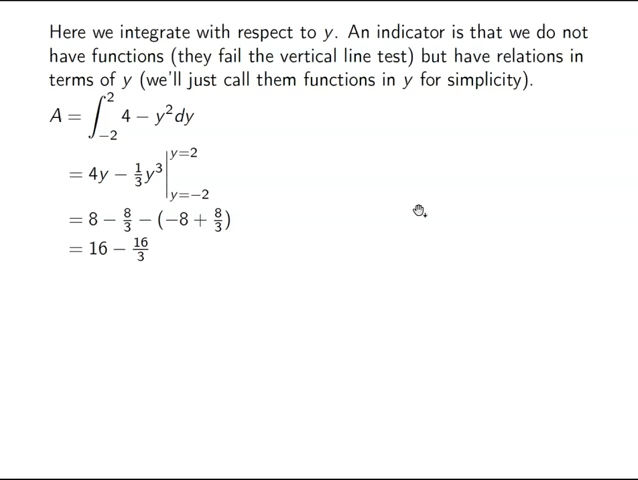 Here we integrate with respect to y. An indicator is that we do not
have functions (they fail the vertical line test) but have relations in
terms of y (we'll just call them functions in y for simplicity).
A = ∫_{-2}^{2} 4 − y² dy
= 4y − 1/3 y³ |_{y=−2}^{y=2}
= 8 − 8/3 − (−8 + 8/3)
= 16 − 16/3